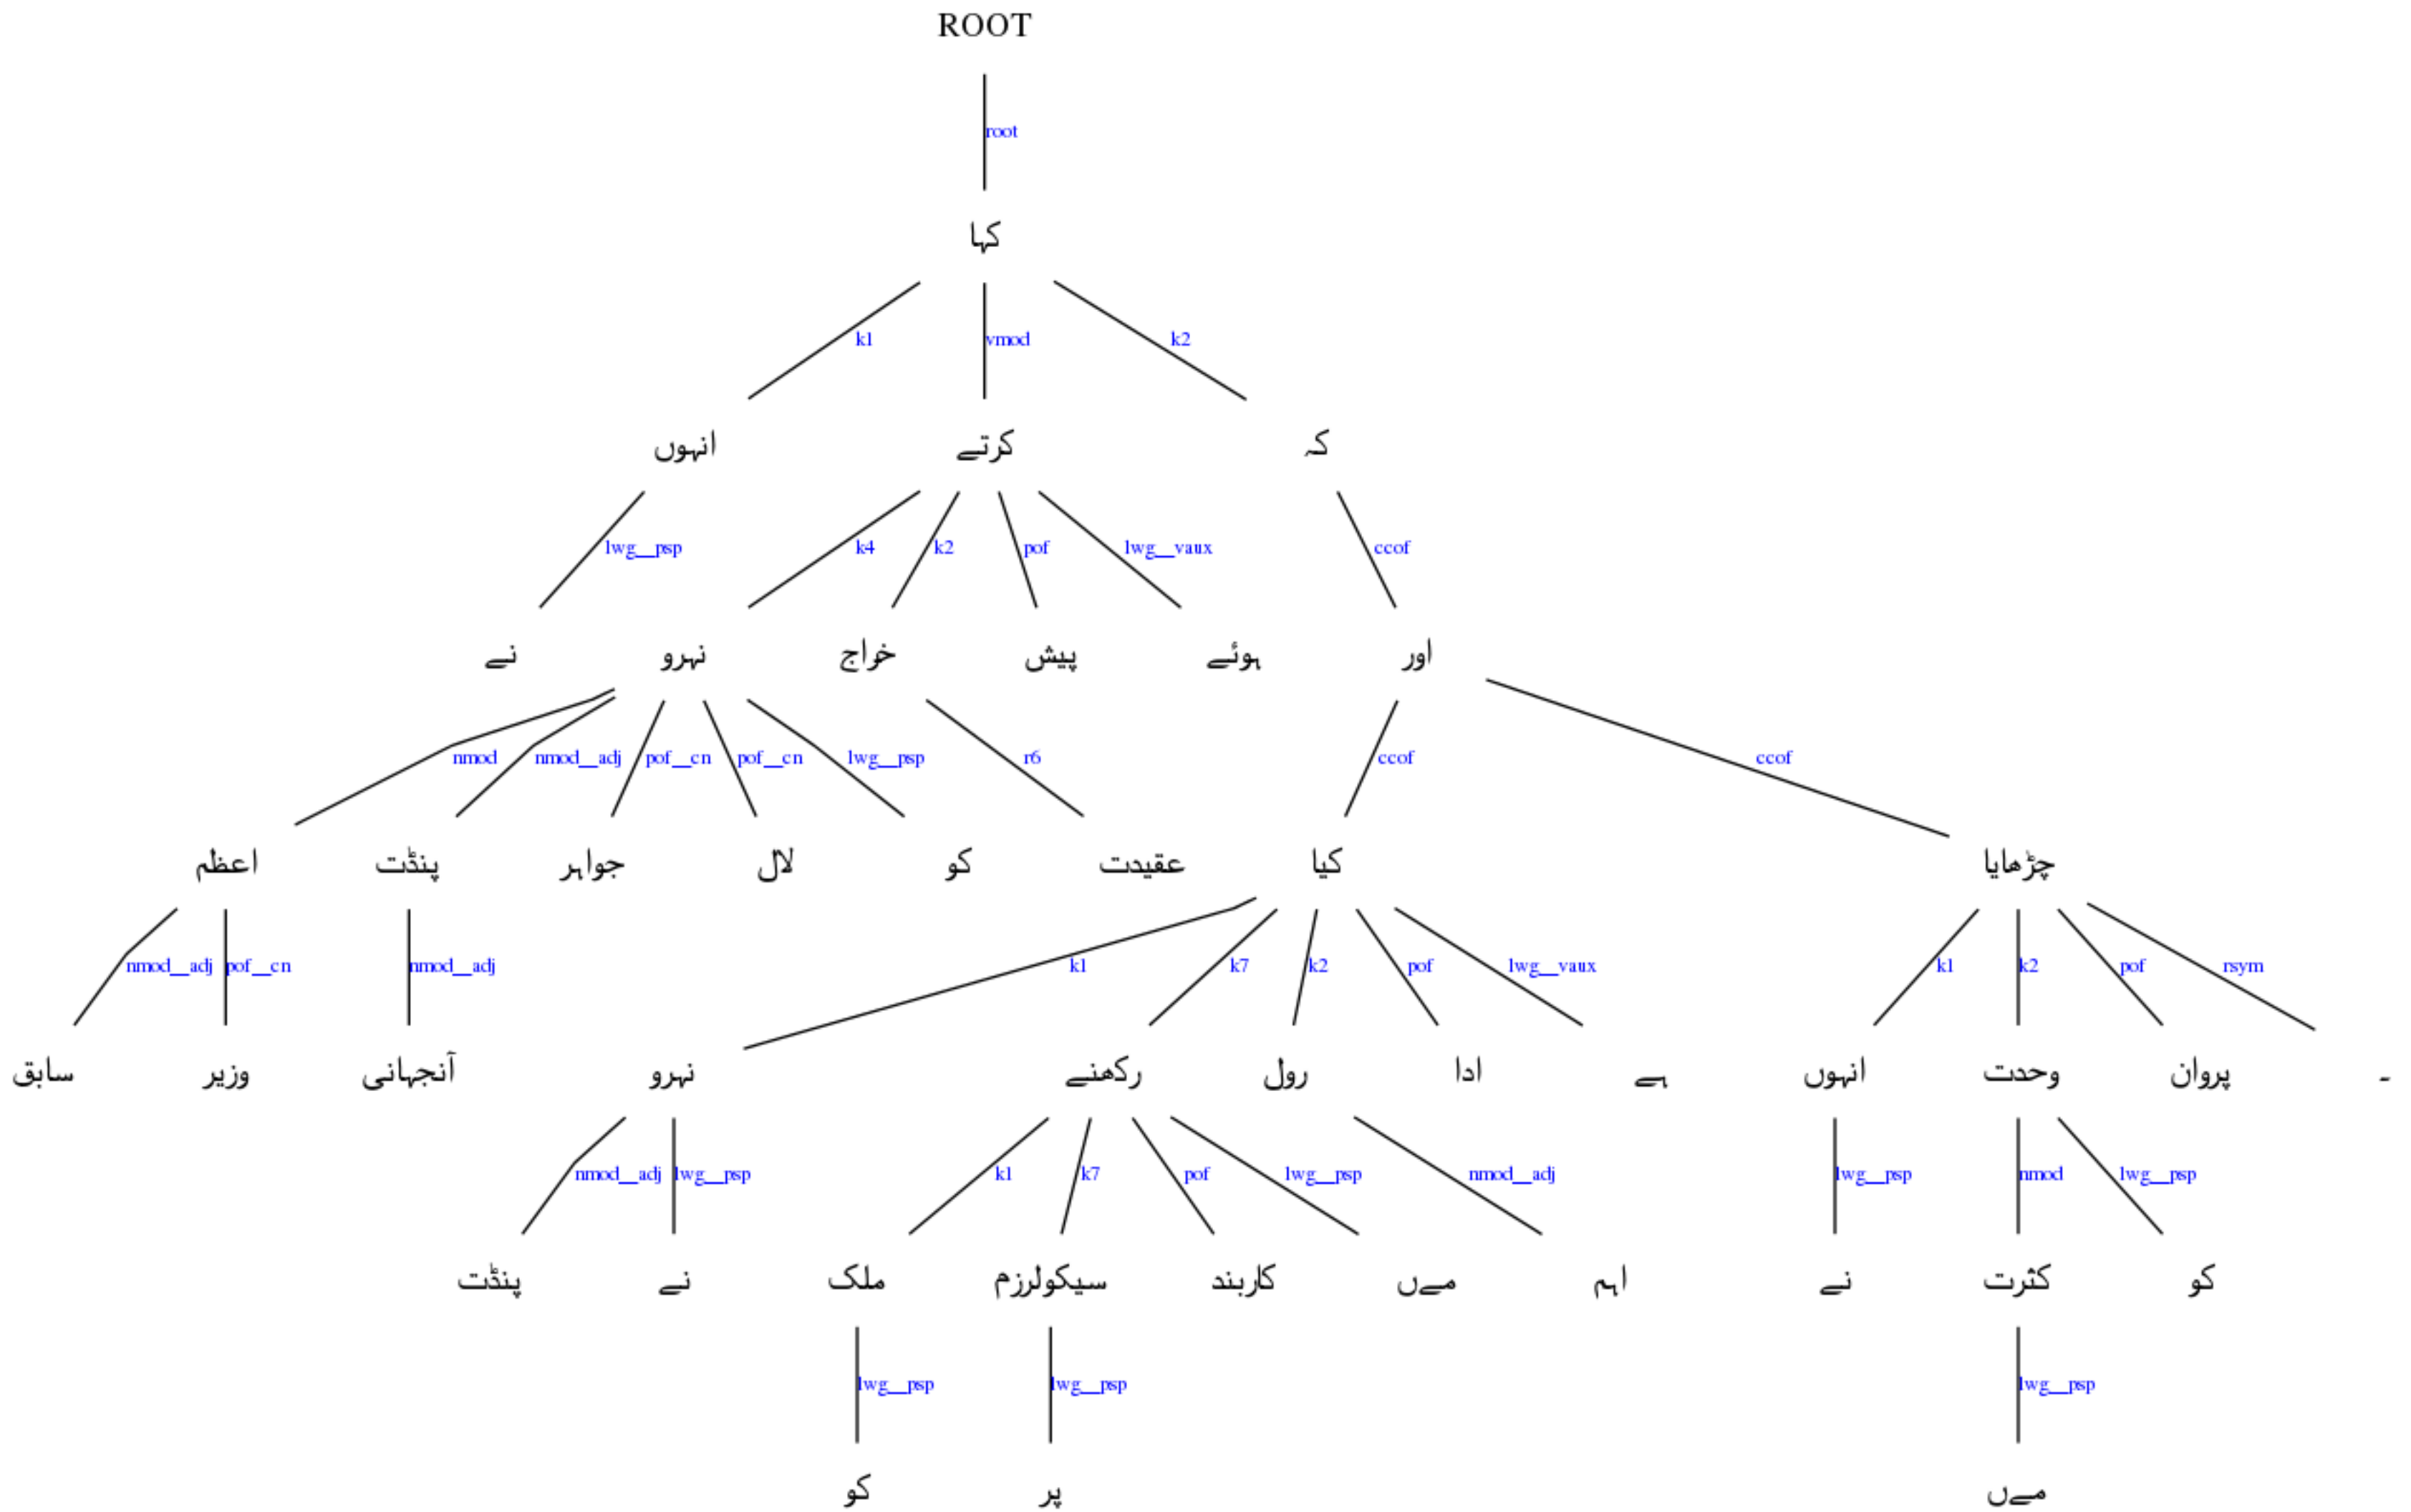 ROOT
root
کہا
k1 vmod k2
انہوں کرتے کہ
lwg__psp k4 k2 pof lwg__vaux ccof
نے نہرو خراج پیش ہوئے اور
nmod nmod__adj pof__cn pof__cn lwg__psp r6 ccof ccof
اعظم پنڈت جواہر لال کو عقیدت کیا چڑھایا
nmod__adj pof__cn nmod__adj k1 k7 k2 pof lwg__vaux k1 k2 pof rsym
سابق وزیر آنجہانی نہرو رکھنے رول ادا ہے انہوں وحدت پروان ۔
nmod__adj lwg__psp k1 k7 pof lwg__psp nmod__adj lwg__psp nmod lwg__psp
پنڈت نے ملک سیکولرزم کاربند مےں اہم نے کثرت کو
lwg__psp lwg__psp lwg__psp
کو پر مےں